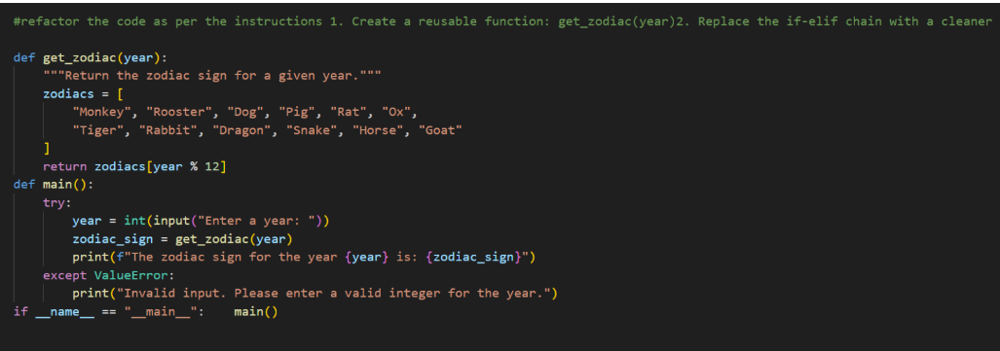 #refactor the code as per the instructions 1. Create a reusable function: get_zodiac(year)2. Replace the if-elif chain with a cleaner
def get_zodiac(year):
    """Return the zodiac sign for a given year."""
    zodiacs = [
        "Monkey", "Rooster", "Dog", "Pig", "Rat", "Ox",
        "Tiger", "Rabbit", "Dragon", "Snake", "Horse", "Goat"
    ]
    return zodiacs[year % 12]
def main():
    try:
        year = int(input("Enter a year: "))
        zodiac_sign = get_zodiac(year)
        print(f"The zodiac sign for the year {year} is: {zodiac_sign}")
    except ValueError:
        print("Invalid input. Please enter a valid integer for the year.")
if __name__ == "__main__":    main()